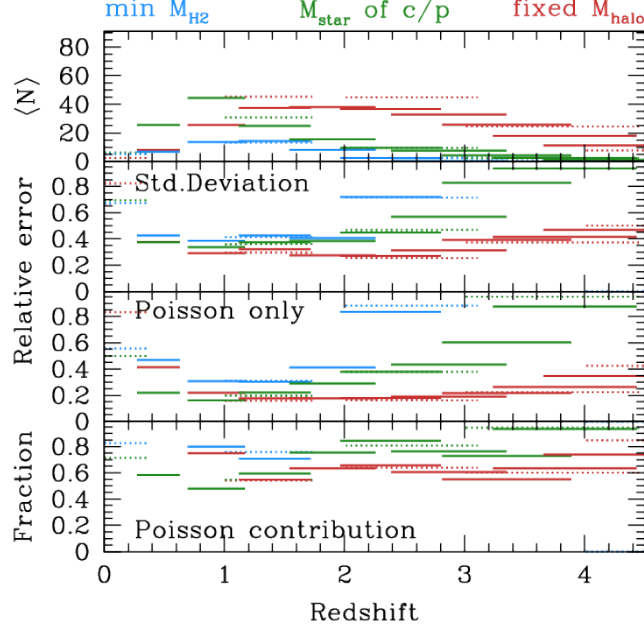 min M_H2 M_star of c/p fixed M_halo
⟨N⟩
80
60
40
20
0
Relative error
Std.Deviation
0.8
0.6
0.4
0.2
0
Poisson only
0.8
0.6
0.4
0.2
0
Fraction
0.8
0.6
0.4
0.2
0
Poisson contribution
0 1 2 3 4
Redshift